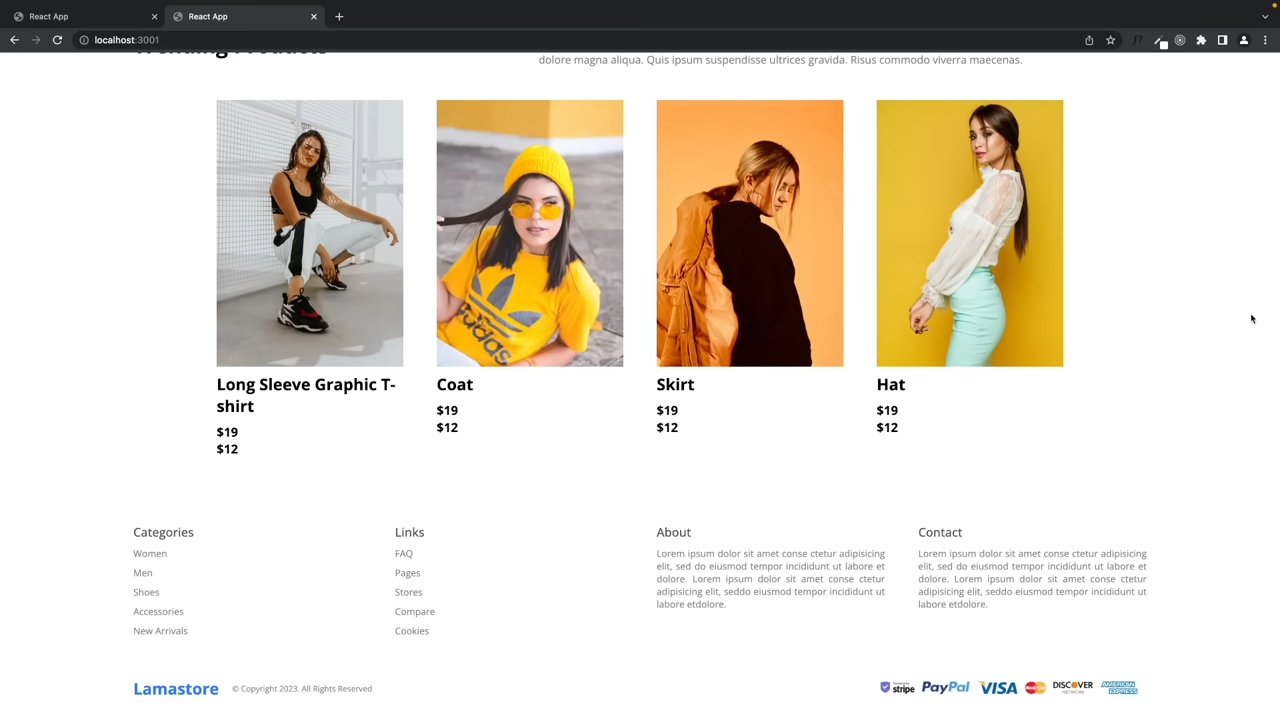 React App
React App
localhost:3001
Trending Products
dolore magna aliqua. Quis ipsum suspendisse ultrices gravida. Risus commodo viverra maecenas.
adidas
Long Sleeve Graphic T-
shirt
$19
$12
Coat
$19
$12
Skirt
$19
$12
Hat
$19
$12
Categories
Women
Men
Shoes
Accessories
New Arrivals
Links
FAQ
Pages
Stores
Compare
Cookies
About
Lorem ipsum dolor sit amet conse ctetur adipisicing
elit, sed do eiusmod tempor incididunt ut labore et
dolore. Lorem ipsum dolor sit amet conse ctetur
adipisicing elit, seddo eiusmod tempor incididunt ut
labore etdolore.
Contact
Lorem ipsum dolor sit amet conse ctetur adipisicing
elit, sed do eiusmod tempor incididunt ut labore et
dolore. Lorem ipsum dolor sit amet conse ctetur
adipisicing elit, seddo eiusmod tempor incididunt ut
labore etdolore.
Lamastore
© Copyright 2023. All Rights Reserved
stripe
PayPal
VISA
DISCOVER
NETWORK
AMERICAN
EXPRESS